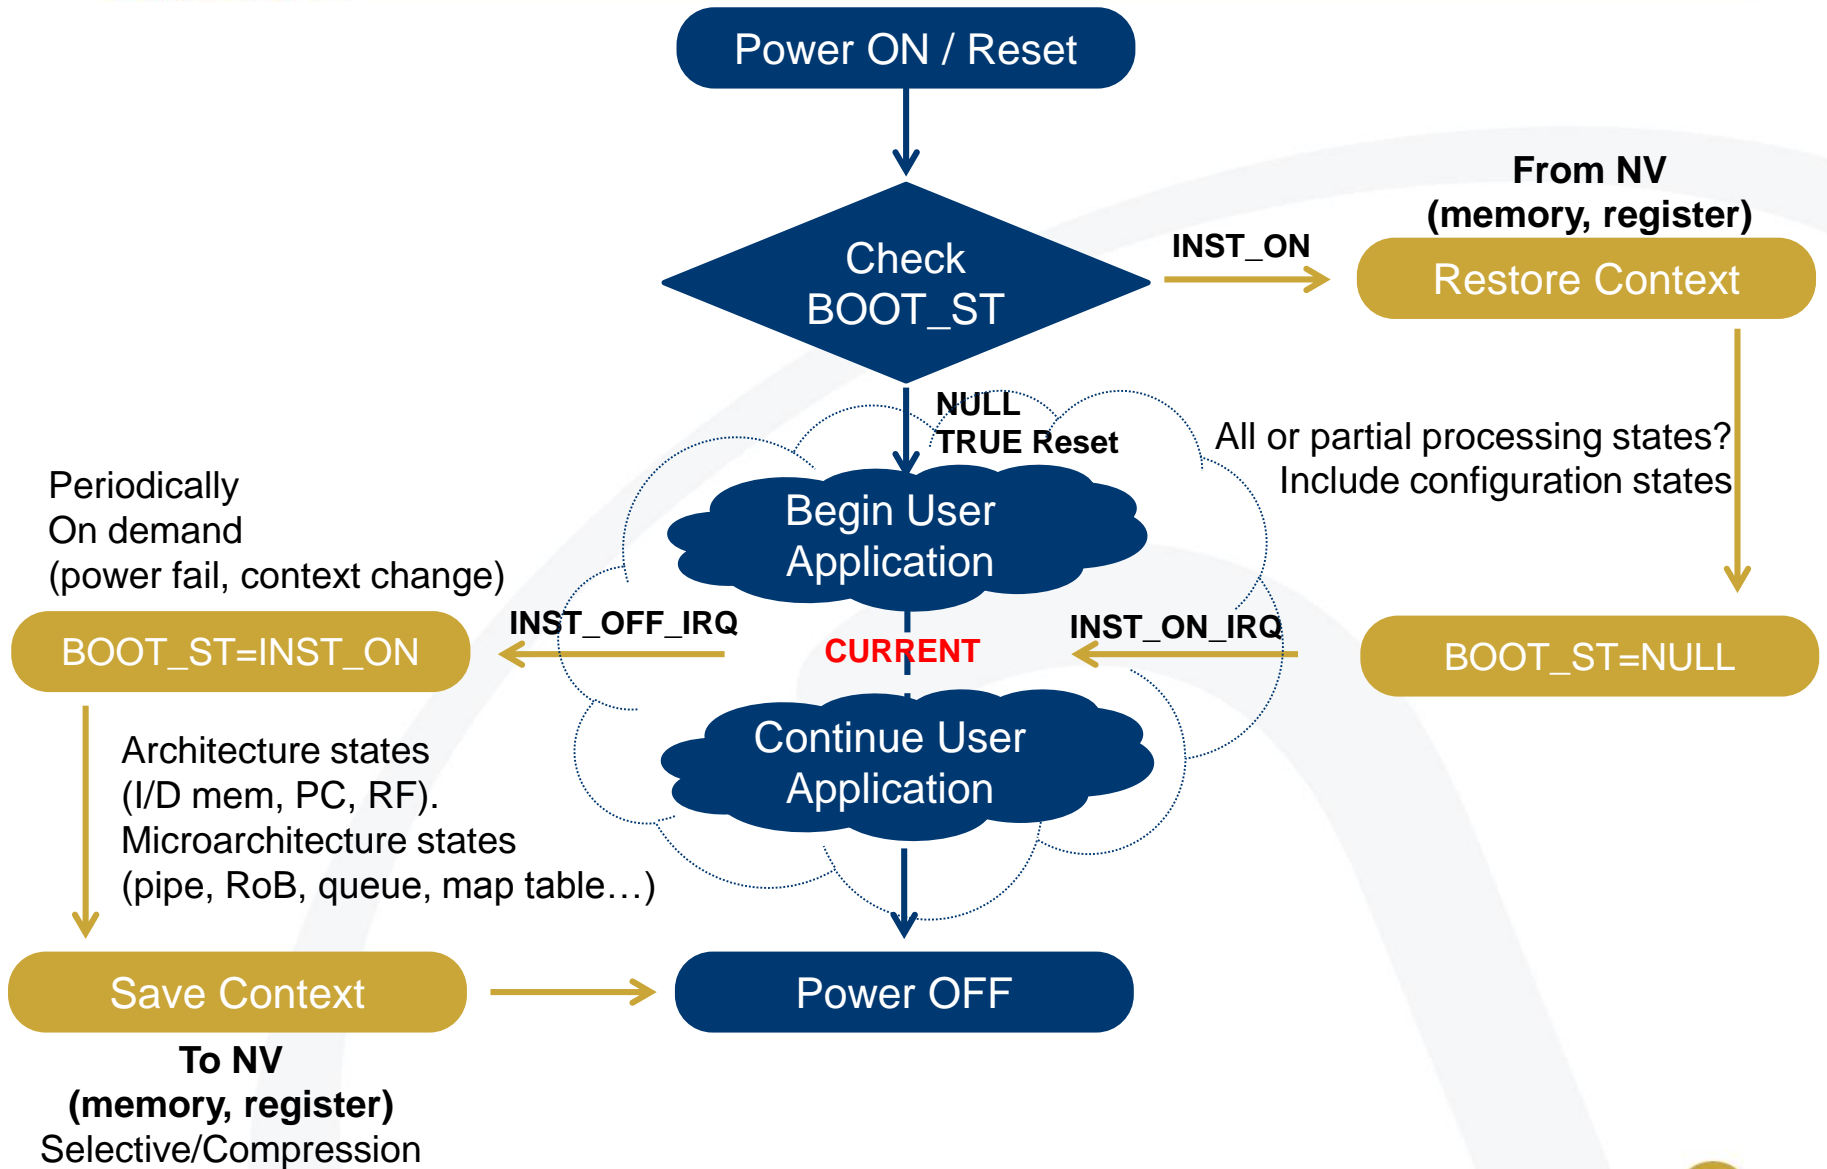 Power ON / Reset
Check
BOOT_ST
INST_ON
From NV
(memory, register)
Restore Context
NULL
TRUE Reset
All or partial processing states?
Include configuration states
Periodically
On demand
(power fail, context change)
Begin User
Application
BOOT_ST=INST_ON
INST_OFF_IRQ
CURRENT
INST_ON_IRQ
BOOT_ST=NULL
Architecture states
(I/D mem, PC, RF).
Microarchitecture states
(pipe, RoB, queue, map table…)
Continue User
Application
Save Context
Power OFF
To NV
(memory, register)
Selective/Compression